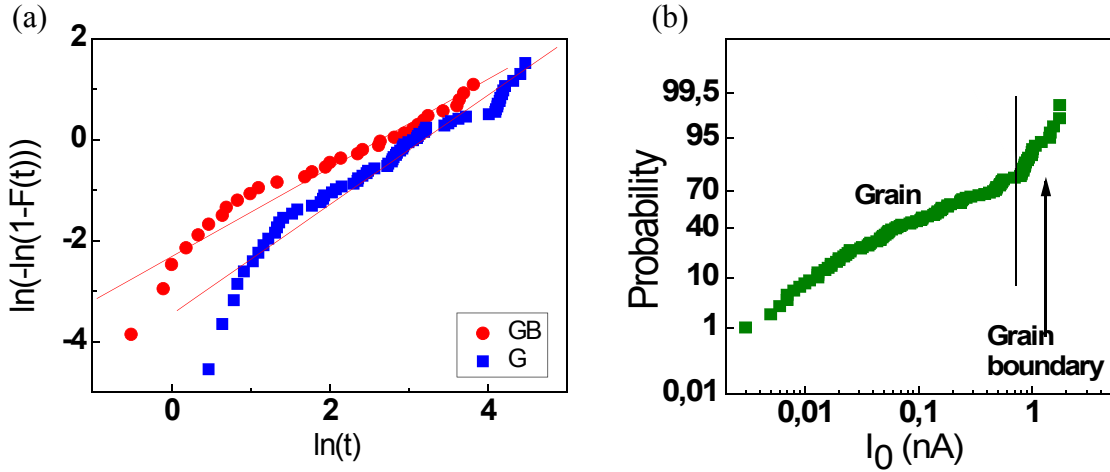 (a)
ln(-ln(1-F(t)))
2
0
-2
-4
0
2
4
ln(t)
GB
G
(b)
Probability
99,5
95
70
40
10
1
0,01
Grain
Grain
boundary
0,01
0,1
1
I0 (nA)